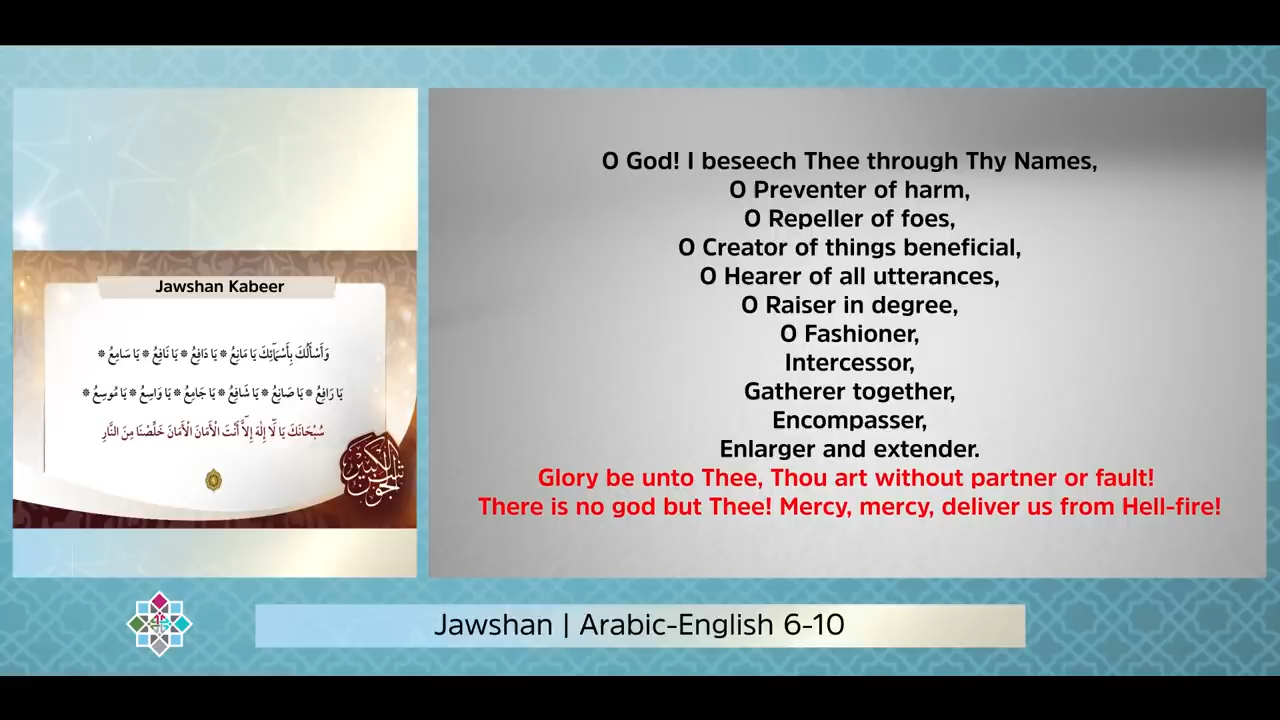 Jawshan Kabeer
وَأَسْأَلُكَ بِأَسْمَآئِكَ يَا مَانِعُ * يَا دَافِعُ * يَا نَافِعُ * يَا سَامِعُ *
يَا رَافِعُ * يَا صَانِعُ * يَا شَافِعُ * يَا جَامِعُ * يَا وَاسِعُ * يَا مُوسِعُ *
سُبْحَانَكَ يَا لَا إِلٰهَ إِلاَّ أَنْتَ الْأَمَانَ الْأَمَانَ خَلِّصْنَا مِنَ النَّارِ
O God! I beseech Thee through Thy Names,
O Preventer of harm,
O Repeller of foes,
O Creator of things beneficial,
O Hearer of all utterances,
O Raiser in degree,
O Fashioner,
Intercessor,
Gatherer together,
Encompasser,
Enlarger and extender.
Glory be unto Thee, Thou art without partner or fault!
There is no god but Thee! Mercy, mercy, deliver us from Hell-fire!
Jawshan | Arabic-English 6-10